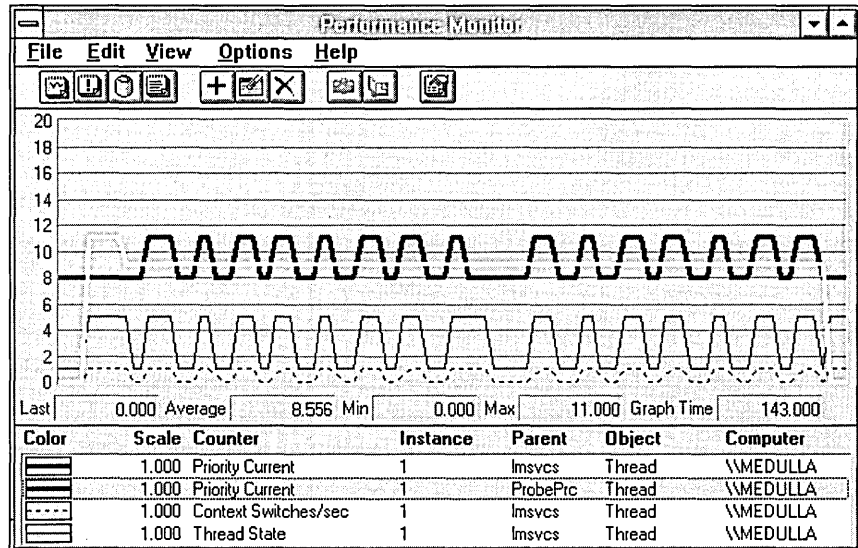 Performance Monitor
File Edit View Options Help
20
18
16
14
12
10
8
6
4
2
0
Last 0.000 Average 8.556 Min 0.000 Max 11.000 Graph Time 143.000
Color Scale Counter Instance Parent Object Computer
1.000 Priority Current 1 lmsvcs Thread \\MEDULLA
1.000 Priority Current 1 ProbePrc Thread \\MEDULLA
1.000 Context Switches/sec 1 lmsvcs Thread \\MEDULLA
1.000 Thread State 1 lmsvcs Thread \\MEDULLA